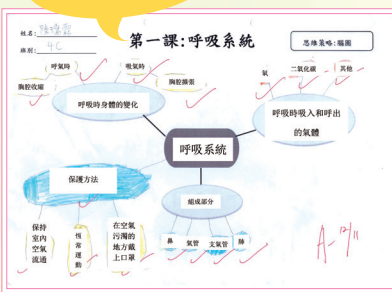 姓名:
班別: 4C
第一課:呼吸系統
思維策略:腦圖
呼氣時
吸氣時
胸腔收縮
胸腔擴張
呼吸時身體的變化
氧
二氧化碳
其他
呼吸時吸入和呼出
的氣體
呼吸系統
保護方法
組成部分
保持
室內
空氣
流通
恆
常
運
動
在空氣
污濁的
地方戴
上口罩
鼻
氣管
支氣管
肺
A- 12/11